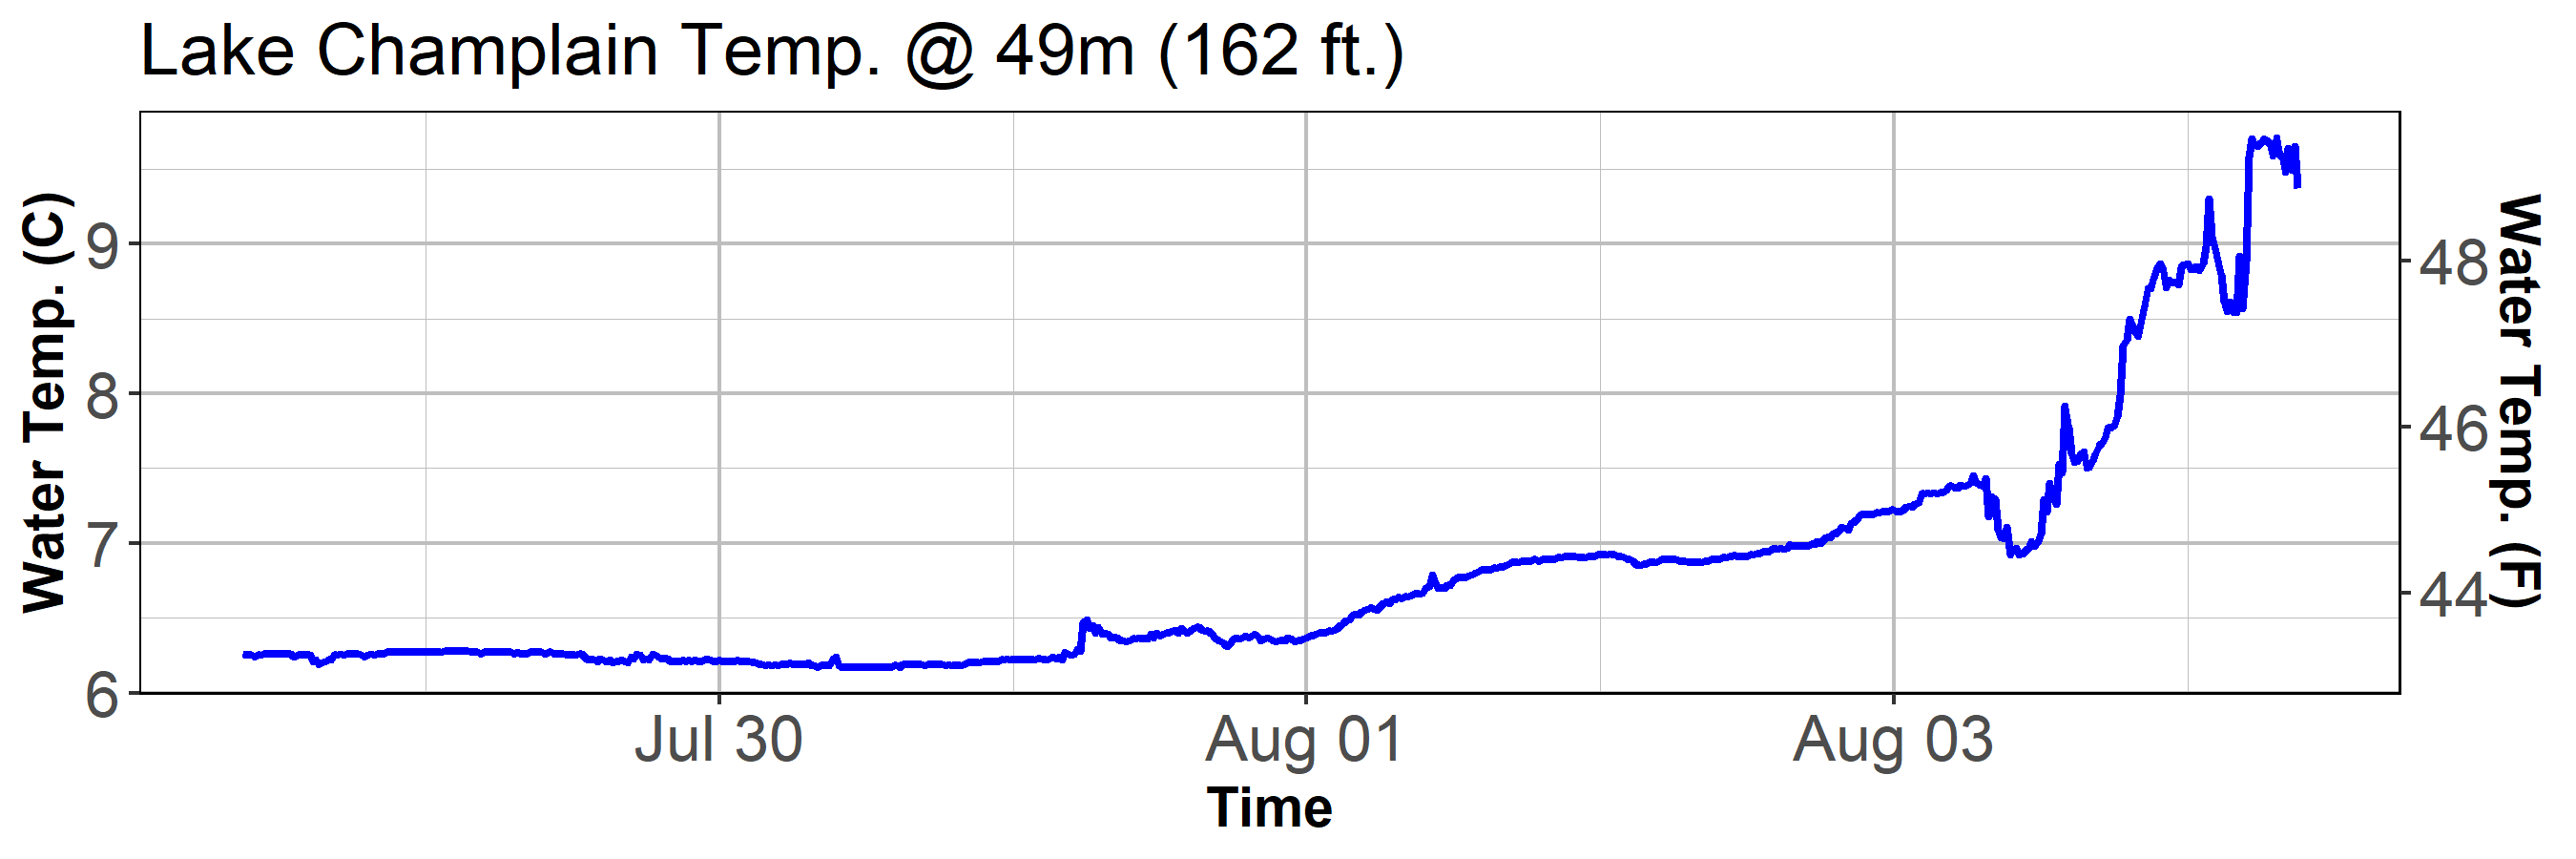 Lake Champlain Temp. @ 49m (162 ft.)
Water Temp. (C)
9
8
7
6
48
46
44
Water Temp. (F)
Jul 30
Aug 01
Aug 03
Time